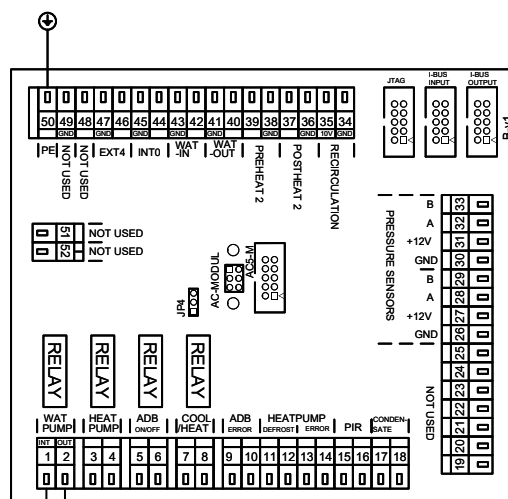 JTAG
I-BUS
INPUT
I-BUS
OUTPUT
50 49 48 47 46 45 44 43 42 41 40 39 38 37 36 35 34
GND GND GND GND GND GND GND 10V GND
PE
NOT USED
NOT USED
EXT4
INT0
WAT
-IN
WAT
-OUT
PREHEAT 2
POSTHEAT 2
RECIRCULATION
51 NOT USED
52 NOT USED
AC-MODUL
AC5-M
JP4
PRESSURE SENSORS
B 33
A 32
+12V 31
GND 30
B 29
A 28
+12V 27
GND 26
25
24
23
22
21
20
19
NOT USED
RELAY
RELAY
RELAY
RELAY
WAT
PUMP
HEAT
PUMP
ADB
ON/OFF
COOL
/HEAT
ADB
ERROR
HEATPUMP
DEFROST ERROR
PIR
CONDEN-
SATE
INT OUT
1 2 3 4 5 6 7 8 9 10 11 12 13 14 15 16 17 18